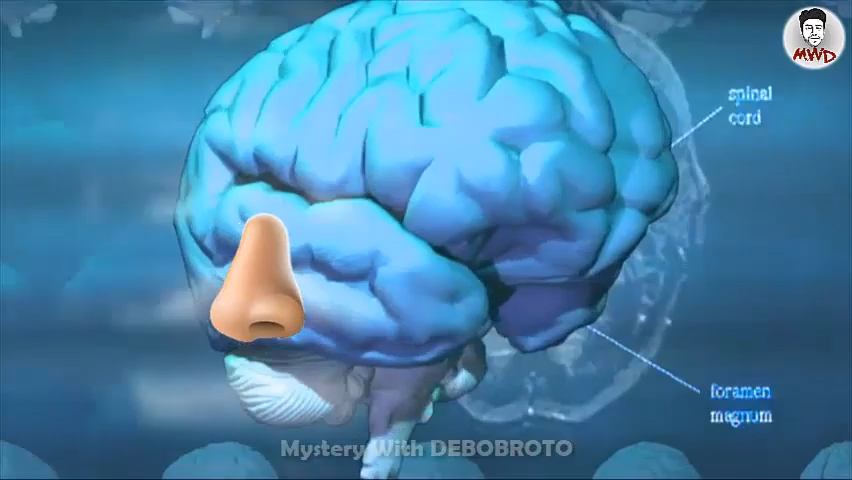 MWD
spinal
cord
foramen
magnum
Mystery With DEBOBROTO